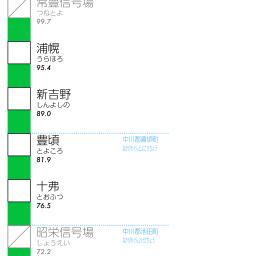 常豊信号場
つねとよ
99.7
浦幌
うらほろ
95.4
新吉野
しんよしの
89.0
豊頃
とよころ
81.9
中川郡豊頃町
十弗
とおふつ
76.5
昭栄信号場
しょうえい
72.2
中川郡池田町